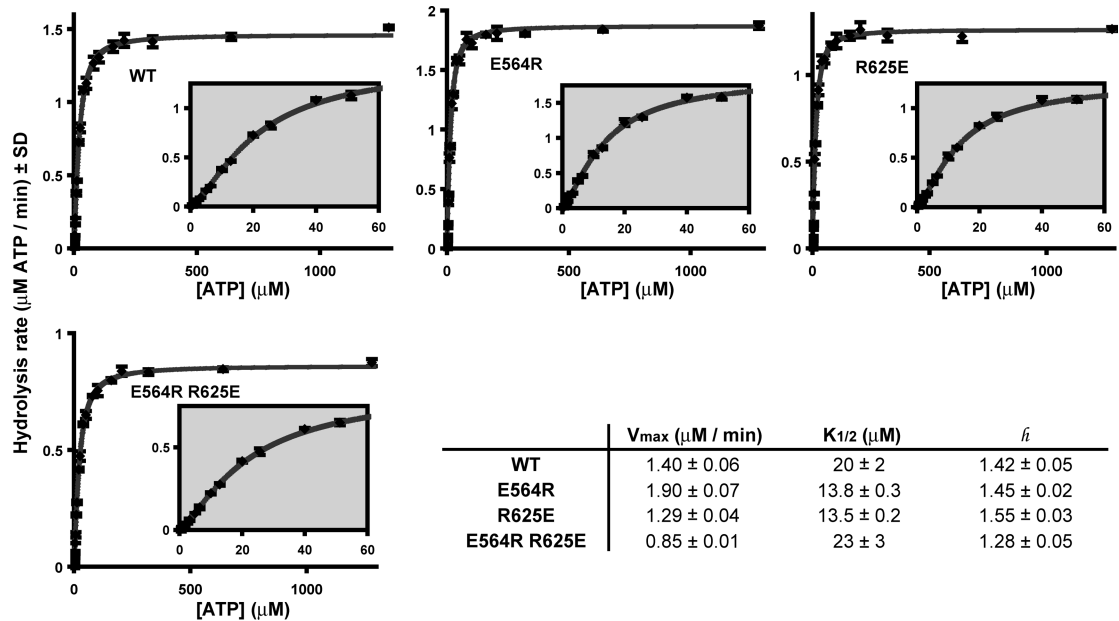 Hydrolysis rate (μM ATP / min) ± SD
1.5
1.0
0.5
0
WT
1
0.5
0
0 20 40 60
0 500 1000
[ATP] (μM)
2
1.6
1.2
0.8
0.4
0
E564R
1.5
1
0.5
0
0 20 40 60
0 500 1000
[ATP] (μM)
1
0.5
0
R625E
1
0.5
0
0 20 40 60
0 500 1000
[ATP] (μM)
1
0.5
0
E564R R625E
0.5
0
0 20 40 60
0 500 1000
[ATP] (μM)
Vmax (μM / min) K1/2 (μM) h
WT 1.40 ± 0.06 20 ± 2 1.42 ± 0.05
E564R 1.90 ± 0.07 13.8 ± 0.3 1.45 ± 0.02
R625E 1.29 ± 0.04 13.5 ± 0.2 1.55 ± 0.03
E564R R625E 0.85 ± 0.01 23 ± 3 1.28 ± 0.05